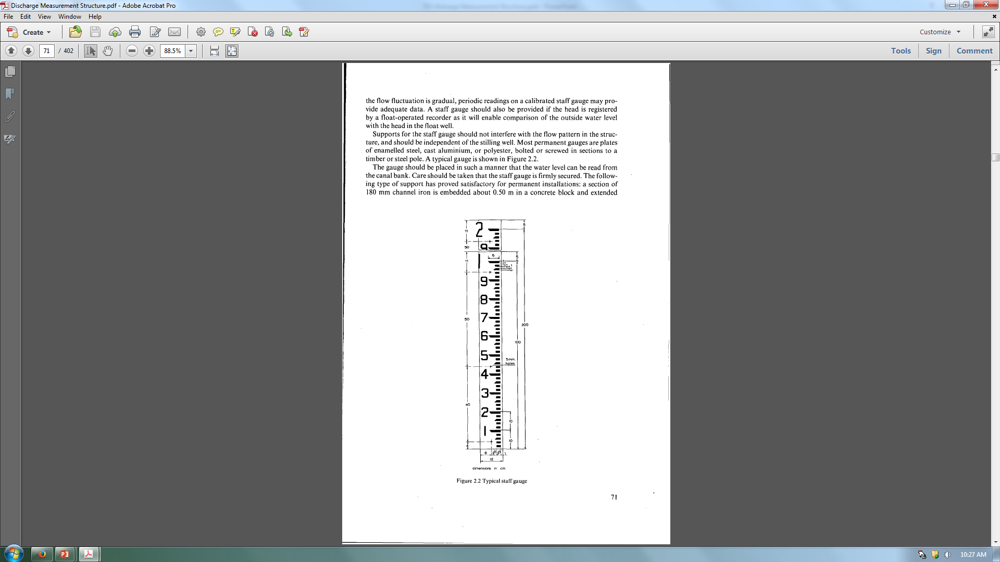 Discharge Measurement Structure.pdf - Adobe Acrobat Pro
File Edit View Window Help
Create Customize
71 / 402 88.5% Tools Sign Comment
the flow fluctuation is gradual, periodic readings on a calibrated staff gauge may pro-
vide adequate data. A staff gauge should also be provided if the head is registered
by a float-operated recorder as it will enable comparison of the outside water level
with the head in the float well.
Supports for the staff gauge should not interfere with the flow pattern in the struc-
ture, and should be independent of the stilling well. Most permanent gauges are plates
of enamelled steel, cast aluminium, or polyester, bolted or screwed in sections to a
timber or steel pole. A typical gauge is shown in Figure 2.2.
The gauge should be placed in such a manner that the water level can be read from
the canal bank. Care should be taken that the staff gauge is firmly secured. The follow-
ing type of support has proved satisfactory for permanent installations: a section of
180 mm channel iron is embedded about 0.50 m in a concrete block and extended
2 5
11
50 9
6 5
11 1
9
8
7
50
200
6
100
5
5mm.
holes
4
3
40
2
10
1
10
6
12
dimensions in cm
Figure 2.2 Typical staff gauge
71
10:27 AM